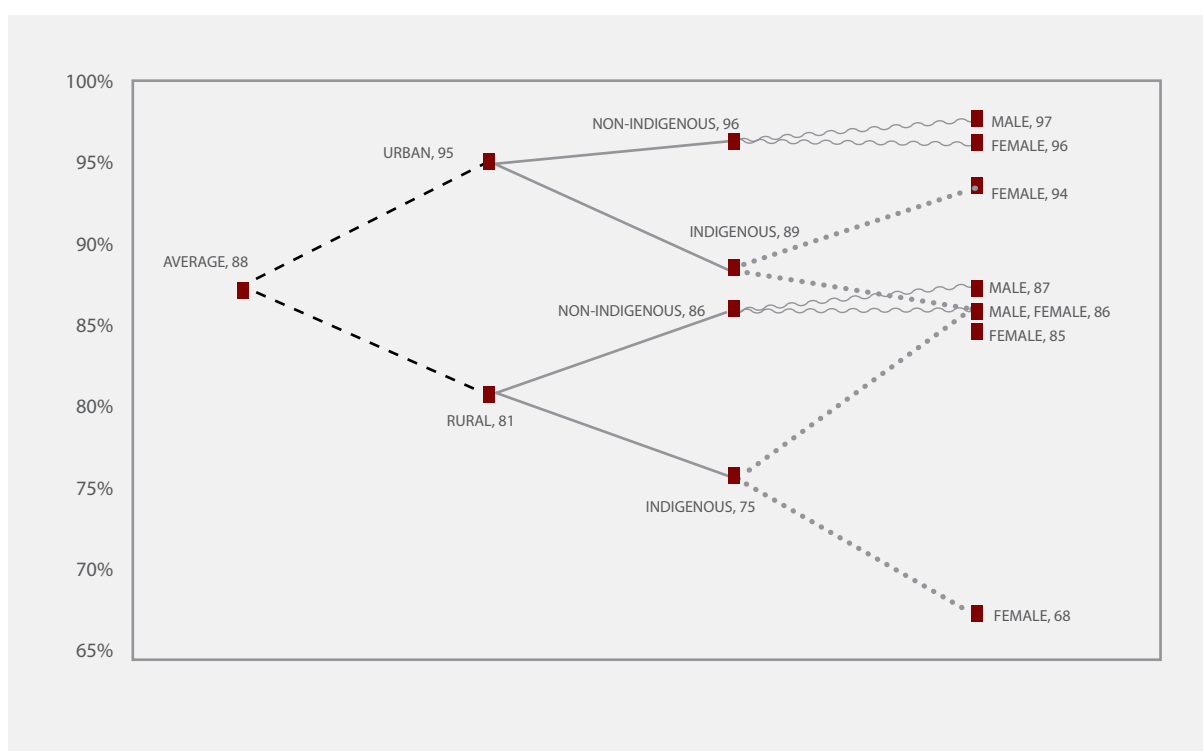 100%
NON-INDIGENOUS, 96
MALE, 97
FEMALE, 96
URBAN, 95
95%
FEMALE, 94
INDIGENOUS, 89
90%
AVERAGE, 88
MALE, 87
NON-INDIGENOUS, 86
MALE, FEMALE, 86
85%
FEMALE, 85
80%
RURAL, 81
75%
INDIGENOUS, 75
70%
FEMALE, 68
65%